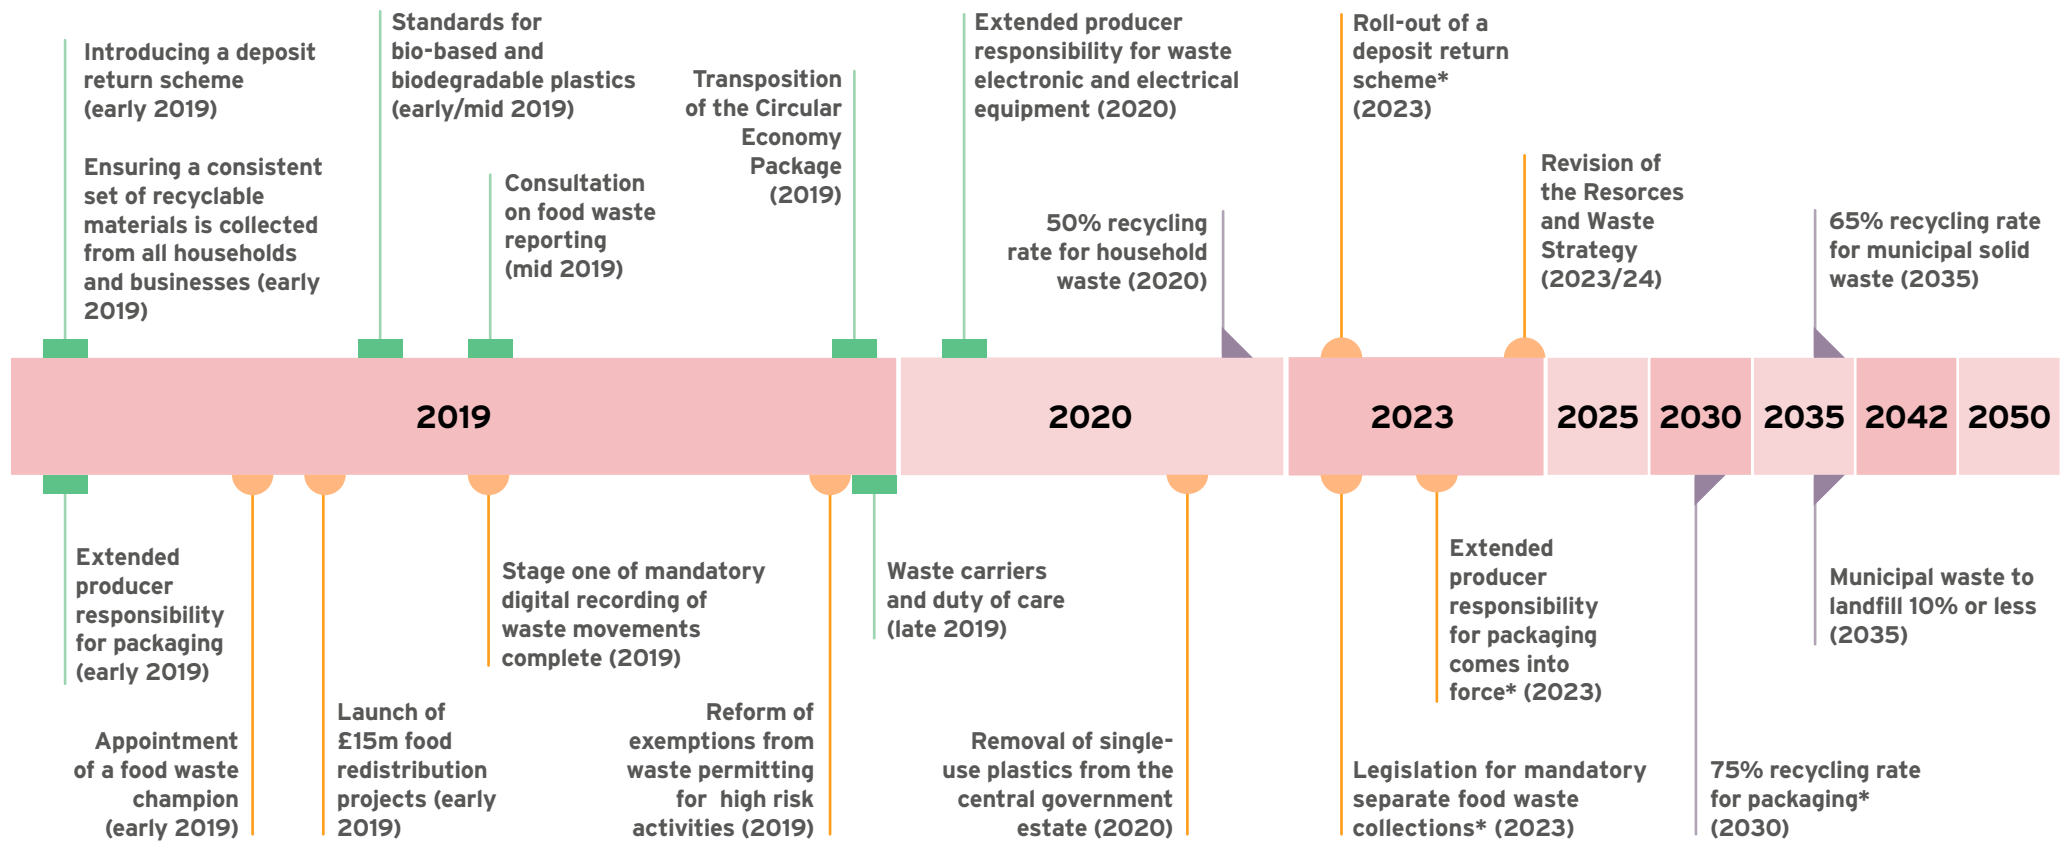 Introducing a deposit
return scheme
(early 2019)
Ensuring a consistent
set of recyclable
materials is collected
from all households
and businesses (early
2019)
Standards for
bio-based and
biodegradable plastics
(early/mid 2019)
Consultation
on food waste
reporting
(mid 2019)
Transposition
of the Circular
Economy
Package
(2019)
Extended producer
responsibility for waste
electronic and electrical
equipment (2020)
50% recycling
rate for household
waste (2020)
Roll-out of a
deposit return
scheme*
(2023)
Revision of
the Resorces
and Waste
Strategy
(2023/24)
65% recycling rate
for municipal solid
waste (2035)
2019
2020
2023
2025
2030
2035
2042
2050
Extended
producer
responsibility
for packaging
(early 2019)
Appointment
of a food waste
champion
(early 2019)
Launch of
£15m food
redistribution
projects (early
2019)
Stage one of mandatory
digital recording of
waste movements
complete (2019)
Reform of
exemptions from
waste permitting
for high risk
activities (2019)
Waste carriers
and duty of care
(late 2019)
Removal of single-
use plastics from the
central government
estate (2020)
Legislation for mandatory
separate food waste
collections* (2023)
Extended
producer
responsibility
for packaging
comes into
force* (2023)
75% recycling rate
for packaging*
(2030)
Municipal waste to
landfill 10% or less
(2035)